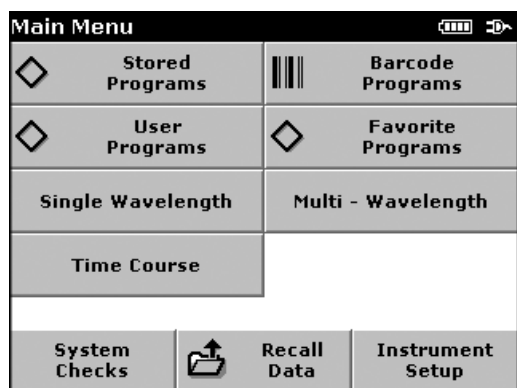 Main Menu
Stored
Programs
Barcode
Programs
User
Programs
Favorite
Programs
Single Wavelength
Multi - Wavelength
Time Course
System
Checks
Recall
Data
Instrument
Setup